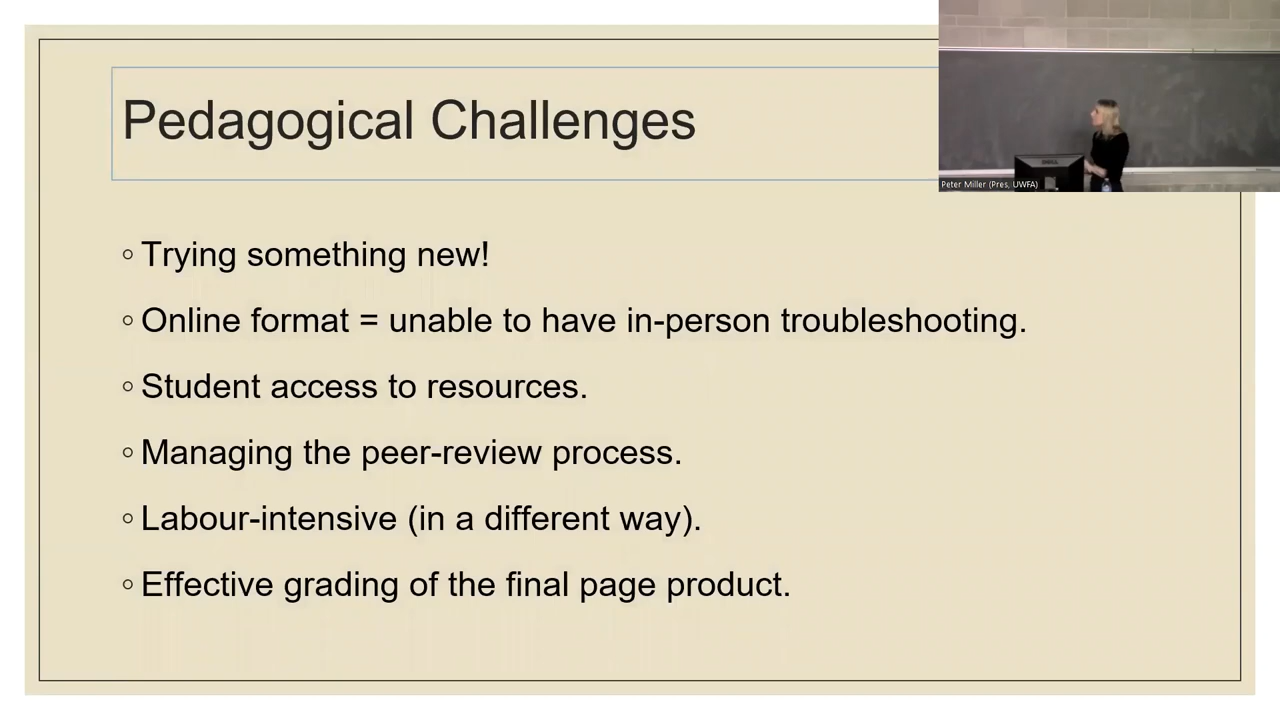 Pedagogical Challenges
Trying something new!
Online format = unable to have in-person troubleshooting.
Student access to resources.
Managing the peer-review process.
Labour-intensive (in a different way).
Effective grading of the final page product.
Peter Miller (Pres, UWFA)
DELL